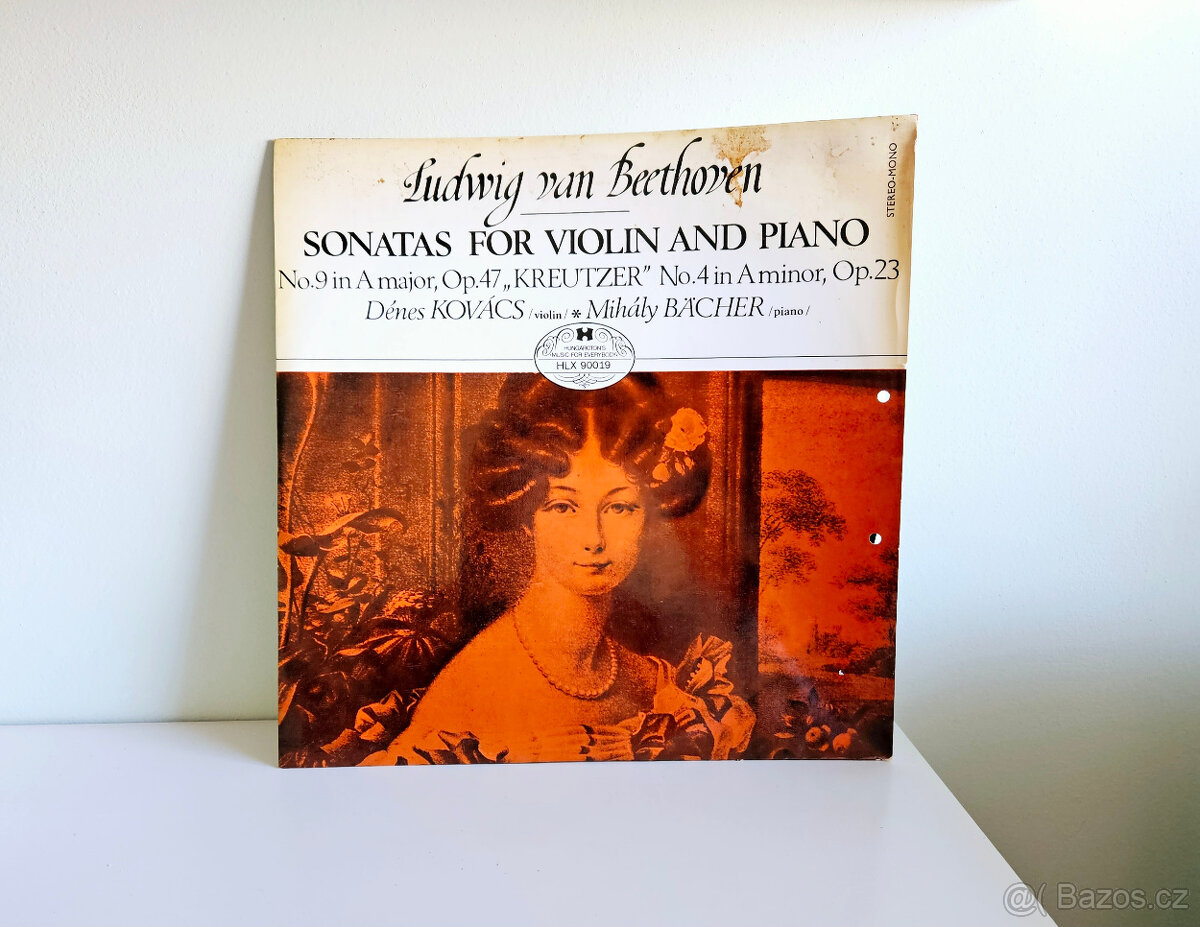 Ludwig van Beethoven
STEREO-MONO
SONATAS FOR VIOLIN AND PIANO
No.9 in A major, Op.47 „KREUTZER” No.4 in A minor, Op.23
Dénes KOVÁCS /violin/ * Mihály BÄCHER /piano/
H
HUNGAROTON'S
MUSIC FOR EVERYBODY
HLX 90019
@( Bazos.cz